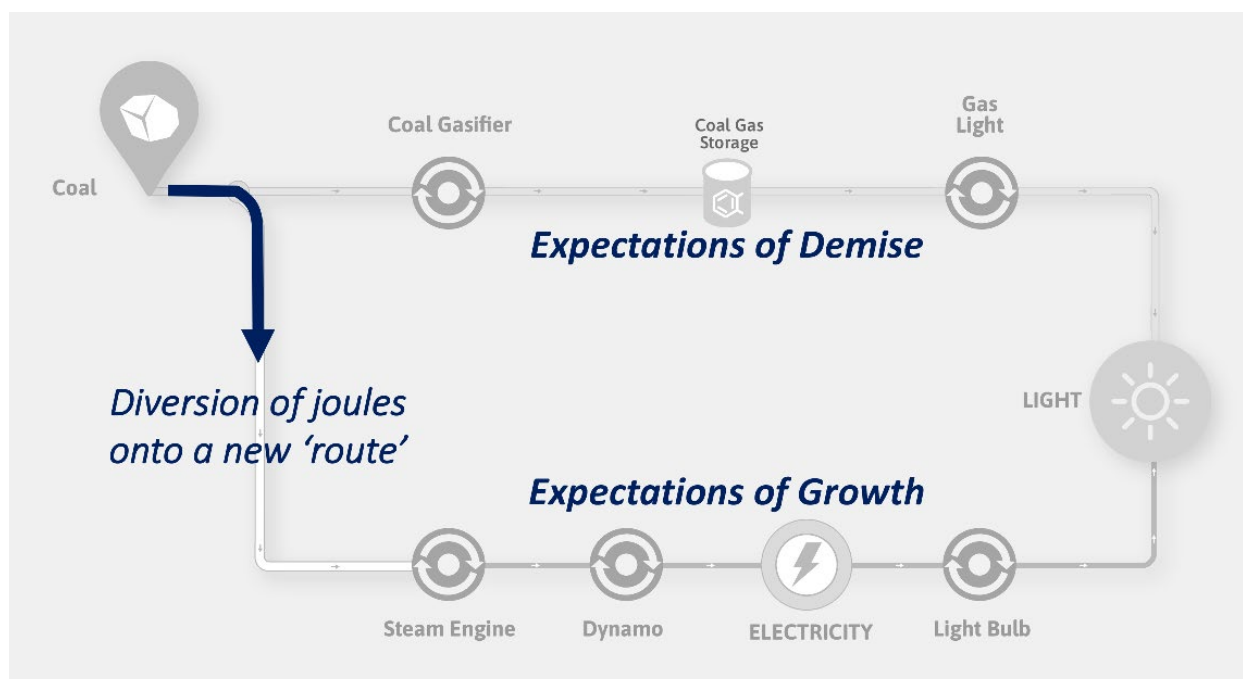 Coal
Coal Gasifier
Coal Gas
Storage
Gas
Light
Expectations of Demise
Diversion of joules
onto a new ‘route’
LIGHT
Expectations of Growth
Steam Engine
Dynamo
ELECTRICITY
Light Bulb